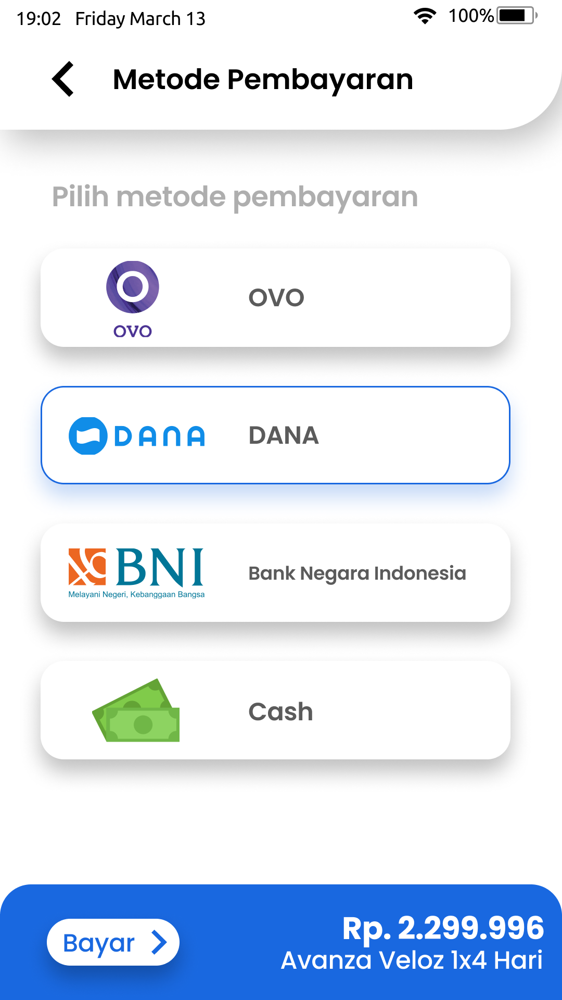 19:02 Friday March 13 100%
Metode Pembayaran
Pilih metode pembayaran
OVO
OVO
DANA
DANA
BNI
Melayani Negeri, Kebanggaan Bangsa
Bank Negara Indonesia
Cash
Bayar
Rp. 2.299.996
Avanza Veloz 1x4 Hari